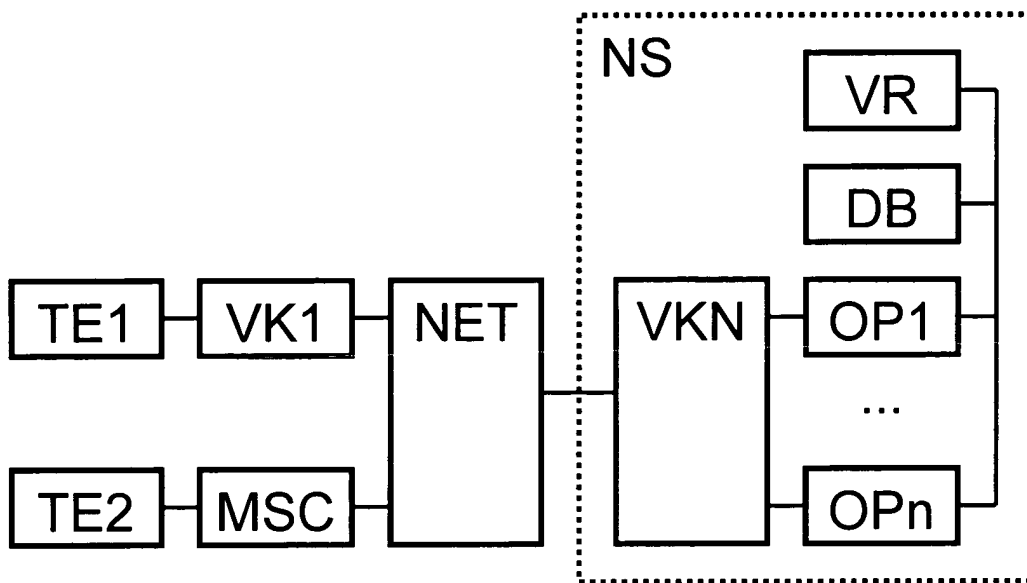 NS
VR
DB
TE1 VK1 NET VKN OP1
...
TE2 MSC OPn